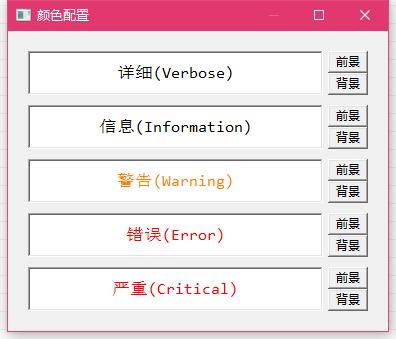 颜色配置
详细(Verbose)
前景
背景
信息(Information)
前景
背景
警告(Warning)
前景
背景
错误(Error)
前景
背景
严重(Critical)
前景
背景